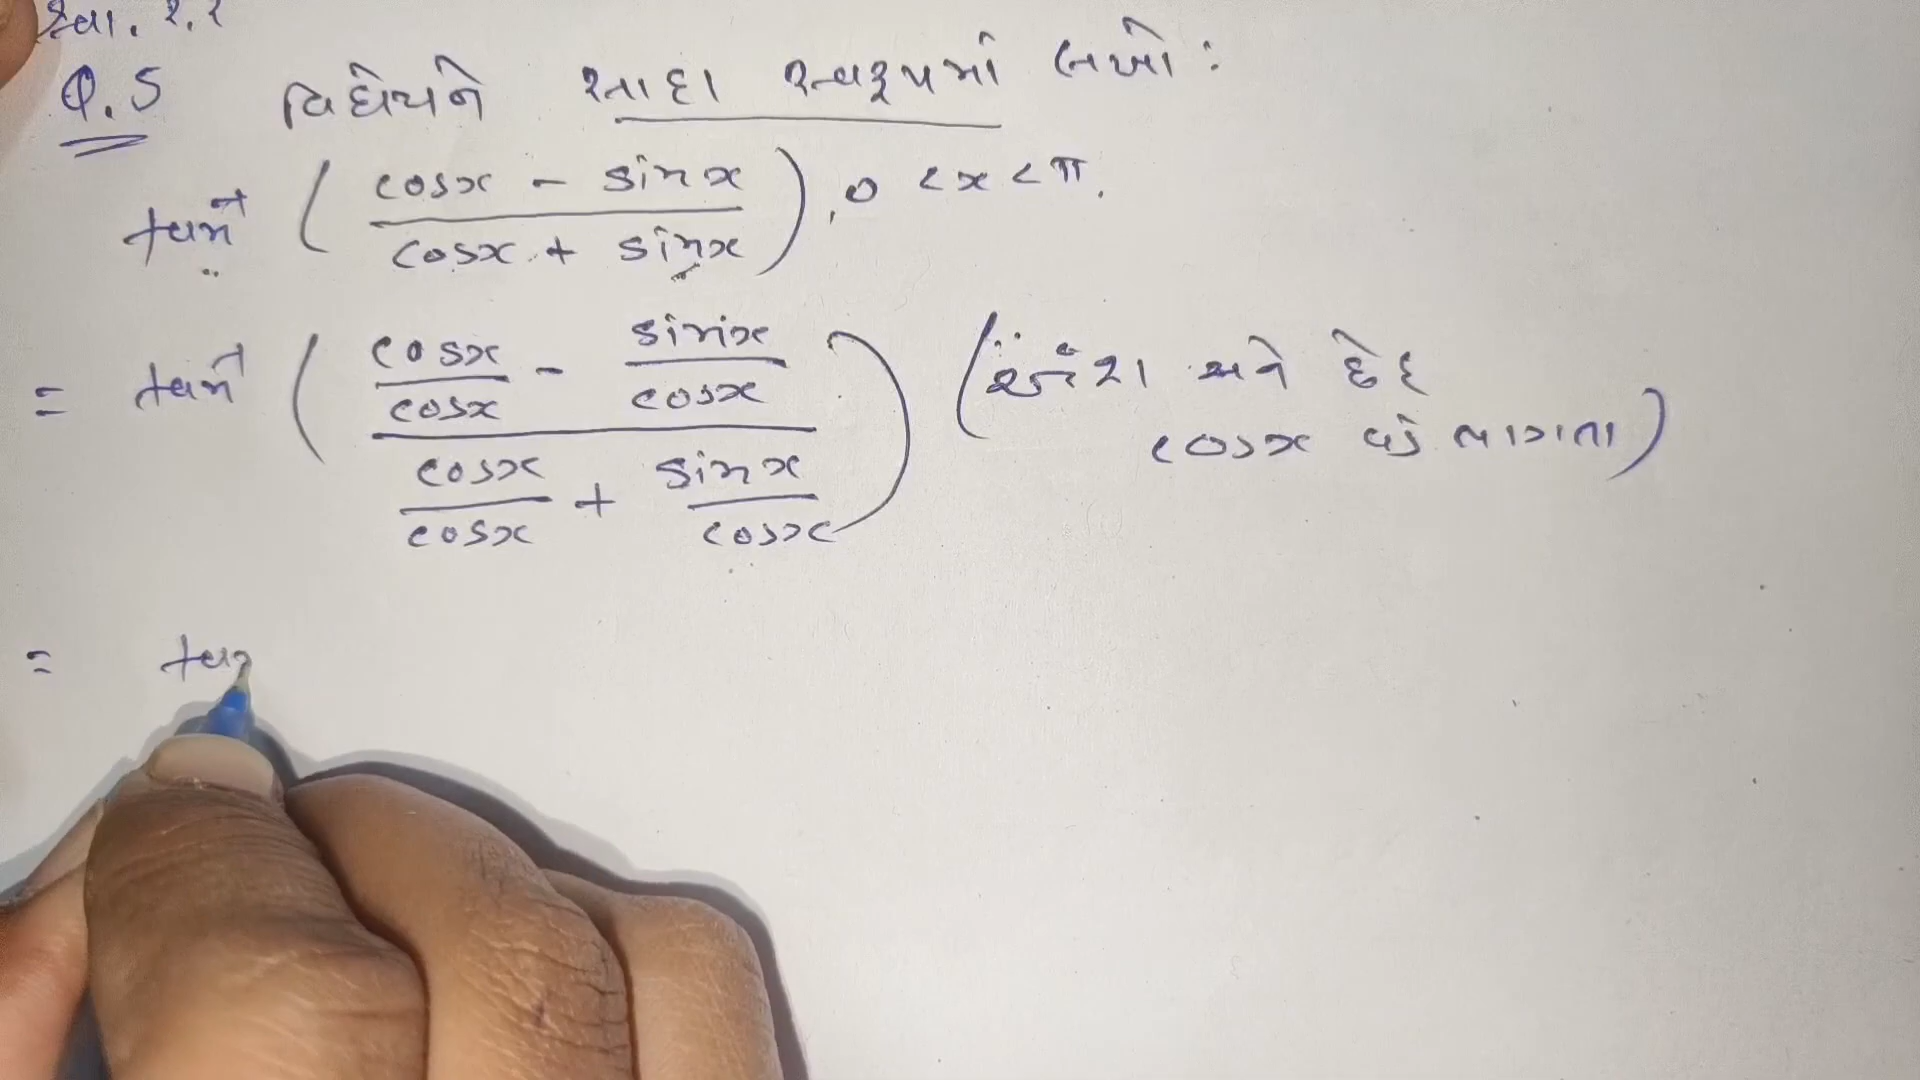 સ્વા. ૨.૨
Q.5 વિધેયને સાદા સ્વરૂપમાં લખો :
tan⁻¹ ( (cosx - sinx) / (cosx + sinx) ), 0 < x < π.
= tan⁻¹ ( (cosx/cosx - sinx/cosx) / (cosx/cosx + sinx/cosx) ) (અંશ અને છેદ
cosx વડે ભાગતા)
= tan